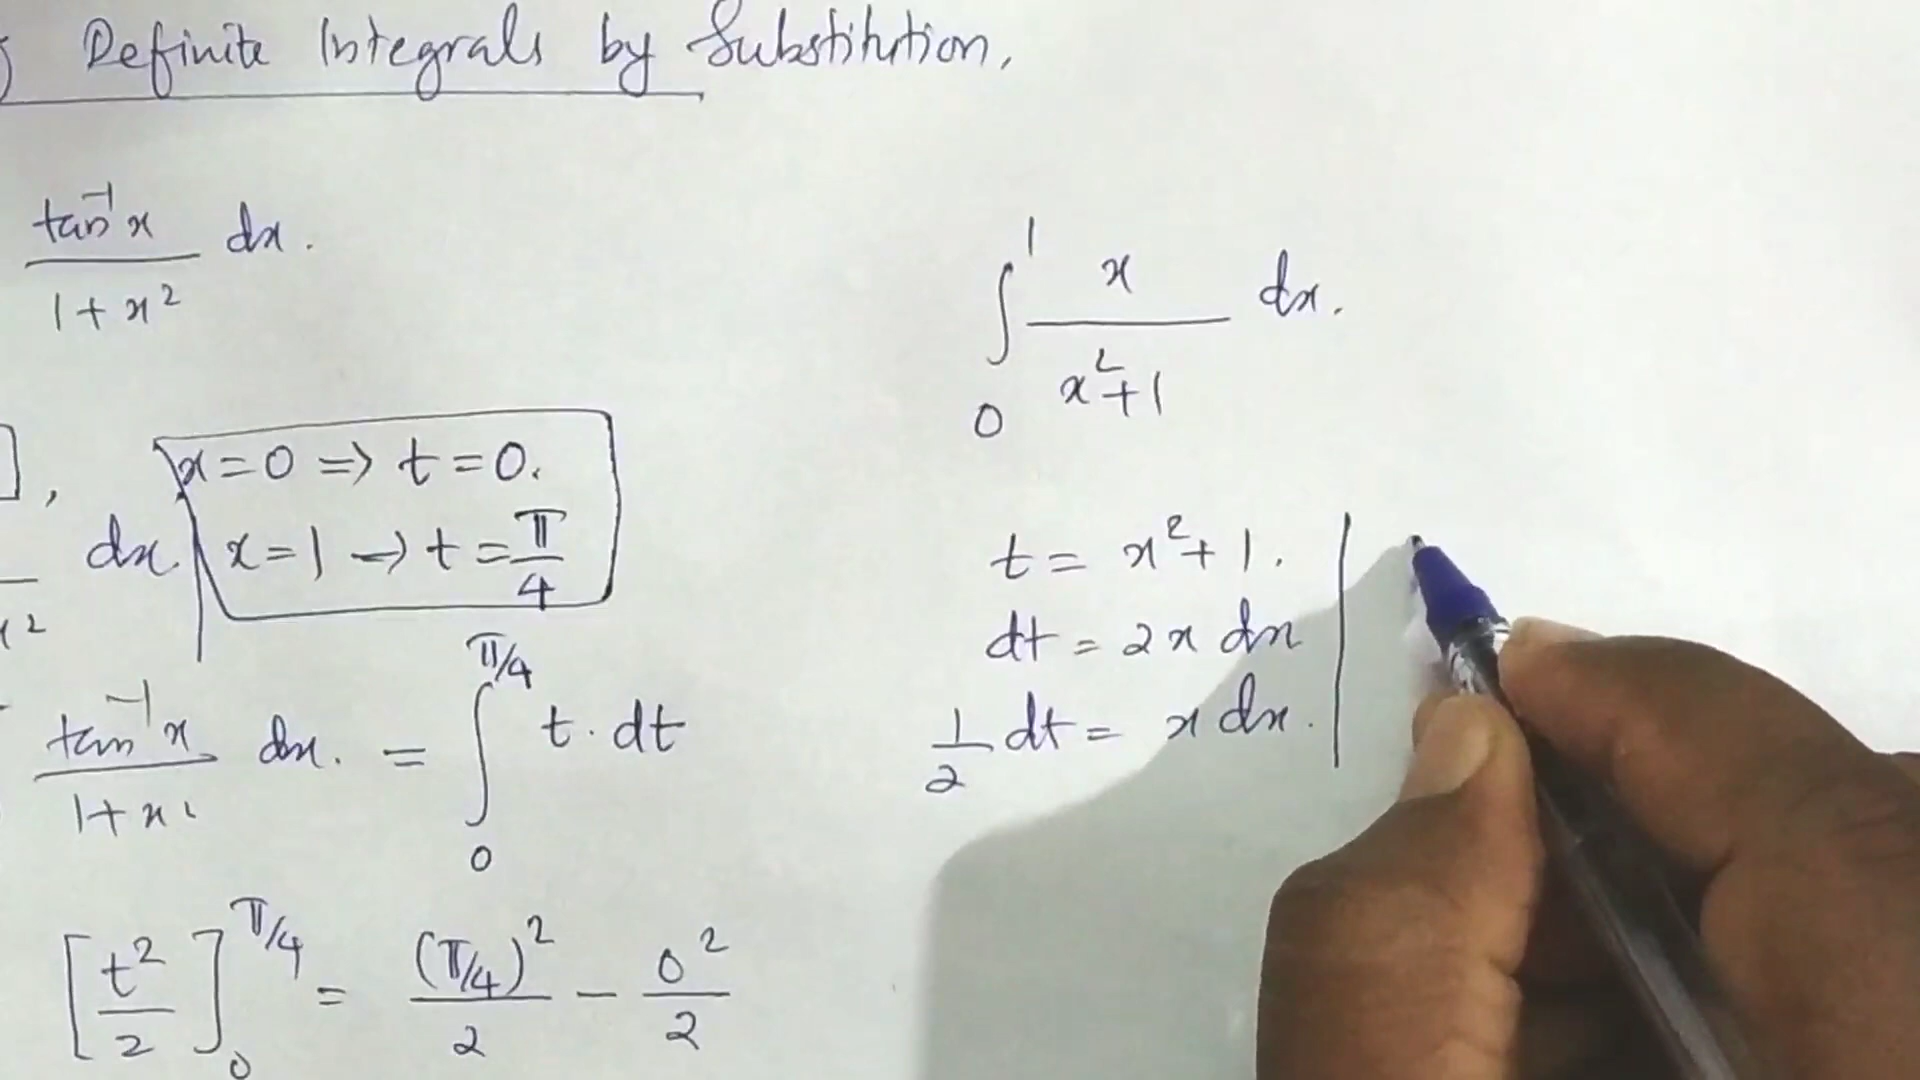 Definite Integrals by Substitution.
tan⁻¹x
dx.
1 + x²
x = 0 => t = 0.
dx
x = 1 → t = π/4
x²
tan⁻¹x dx. = ∫₀^(π/4) t. dt
1 + x
[t²/2]₀^(π/4) = (π/4)²/2 − 0²/2
∫₀¹ x/(x²+1) dx.
t = x² + 1.
dt = 2x dx
1/2 dt = x dx.